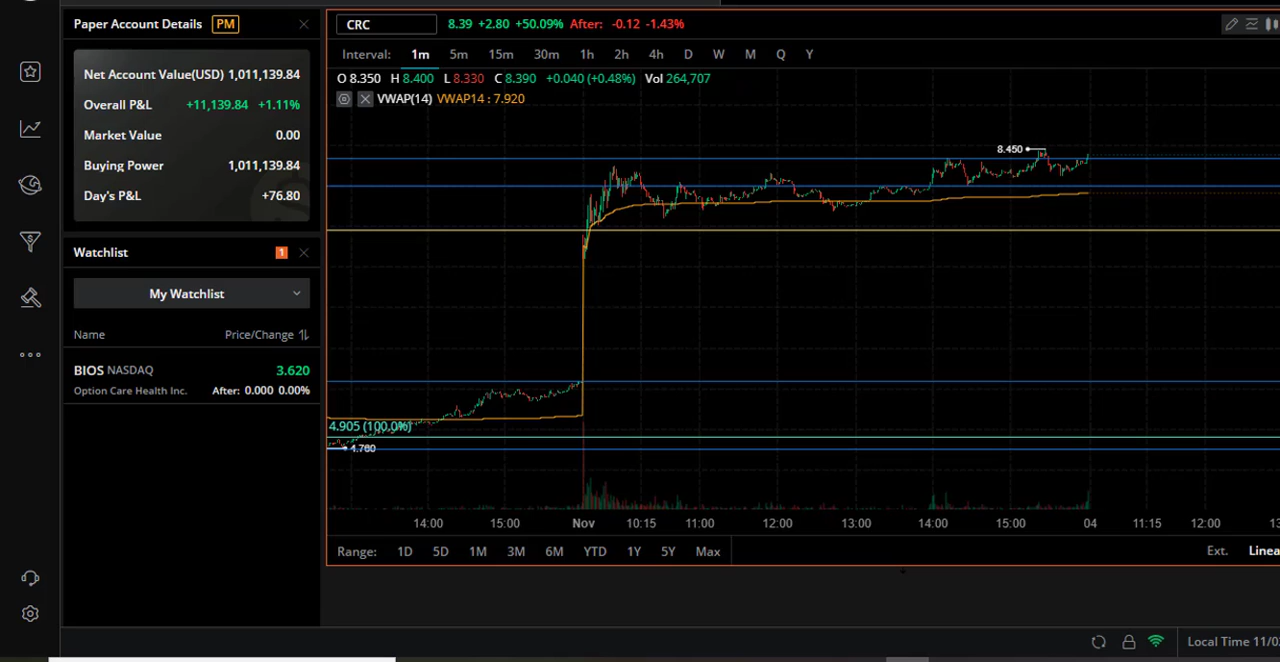 Paper Account Details PM
Net Account Value(USD) 1,011,139.84
Overall P&L +11,139.84 +1.11%
Market Value 0.00
Buying Power 1,011,139.84
Day's P&L +76.80
Watchlist 1
My Watchlist
Name Price/Change
BIOS NASDAQ 3.620
Option Care Health Inc. After: 0.000 0.00%
CRC 8.39 +2.80 +50.09% After: -0.12 -1.43%
Interval: 1m 5m 15m 30m 1h 2h 4h D W M Q Y
O 8.350 H 8.400 L 8.330 C 8.390 +0.040 (+0.48%) Vol 264,707
VWAP(14) VWAP14 : 7.920
8.450
4.905 (100.0%)
4.760
14:00 15:00 Nov 10:15 11:00 12:00 13:00 14:00 15:00 04 11:15 12:00 13
Range: 1D 5D 1M 3M 6M YTD 1Y 5Y Max
Ext. Linea
Local Time 11/0